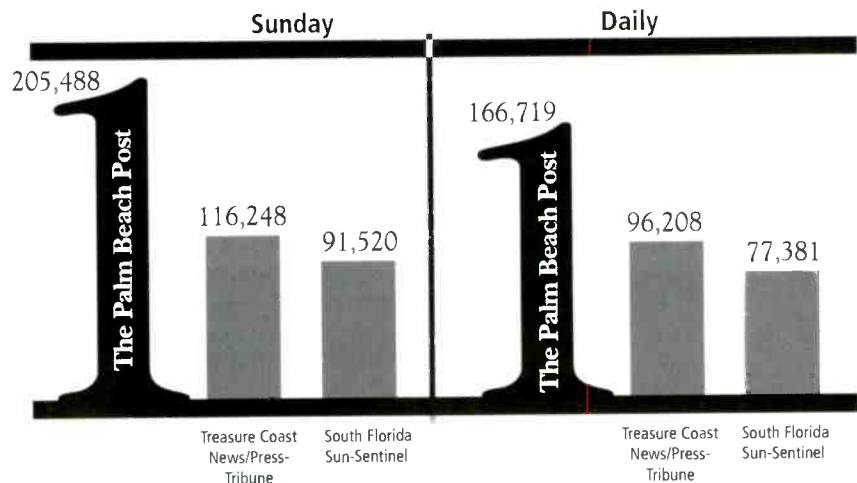 Sunday
205,488
The Palm Beach Post
116,248
91,520
Treasure Coast
News/Press-
Tribune
South Florida
Sun-Sentinel
Daily
166,719
The Palm Beach Post
96,208
77,381
Treasure Coast
News/Press-
Tribune
South Florida
Sun-Sentinel